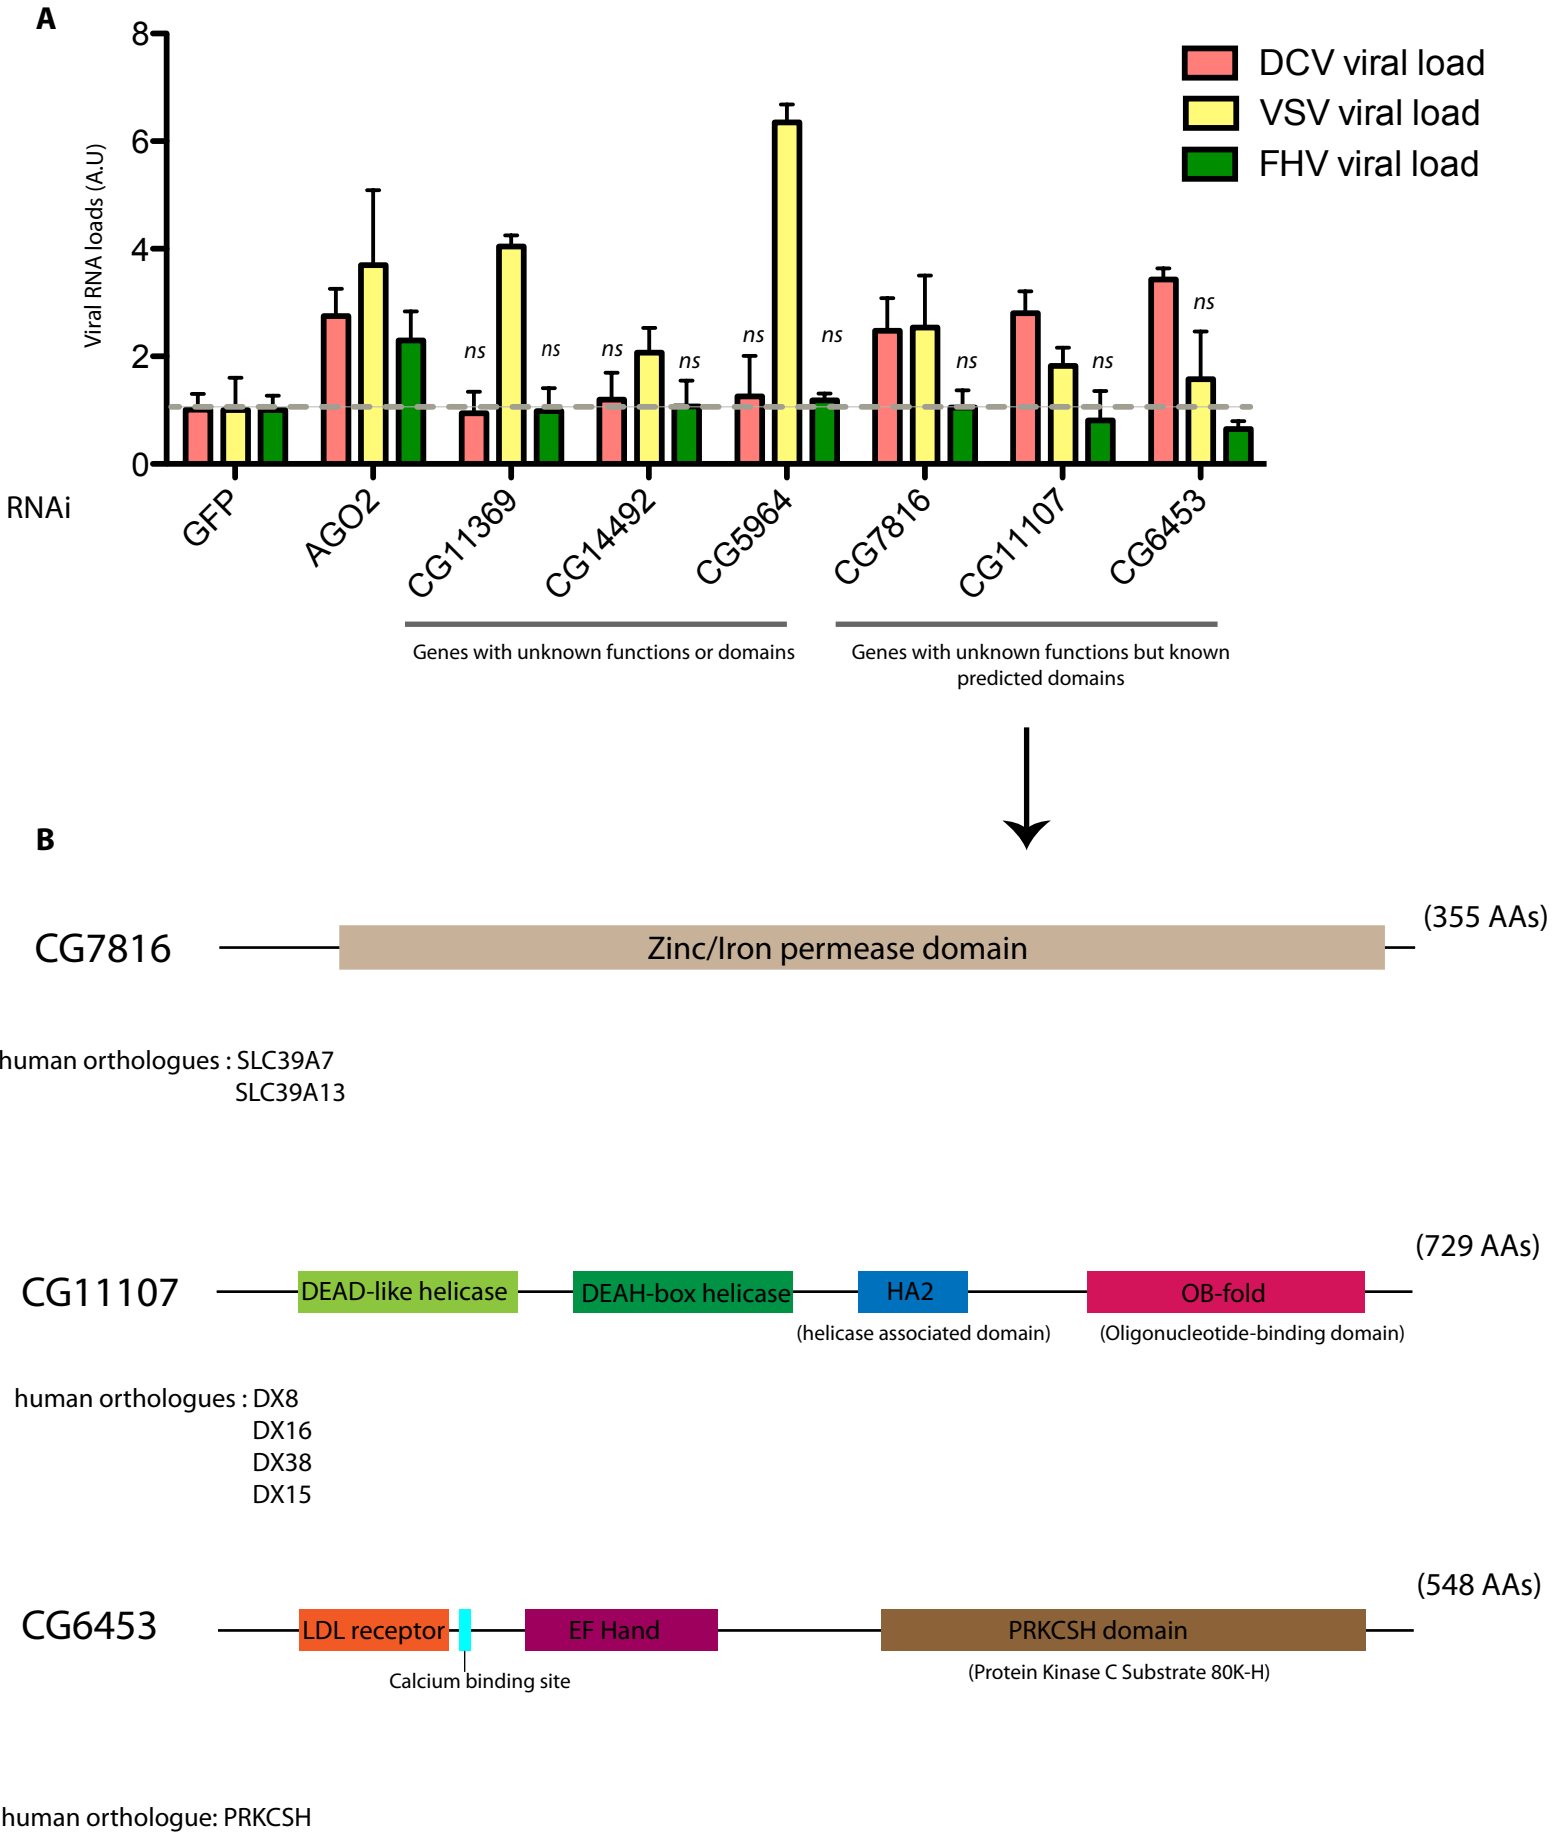 A
8
6
4
2
0
Viral RNA loads (A.U)
DCV viral load
VSV viral load
FHV viral load
ns
ns
ns
ns
ns
ns
ns
ns
ns
RNAi
GFP
AGO2
CG11369
CG14492
CG5964
CG7816
CG11107
CG6453
Genes with unknown functions or domains
Genes with unknown functions but known
predicted domains
B
(355 AAs)
CG7816
Zinc/Iron permease domain
human orthologues : SLC39A7
SLC39A13
(729 AAs)
CG11107
DEAD-like helicase
DEAH-box helicase
HA2
OB-fold
(helicase associated domain)
(Oligonucleotide-binding domain)
human orthologues : DX8
DX16
DX38
DX15
(548 AAs)
CG6453
LDL receptor
EF Hand
PRKCSH domain
Calcium binding site
(Protein Kinase C Substrate 80K-H)
human orthologue: PRKCSH